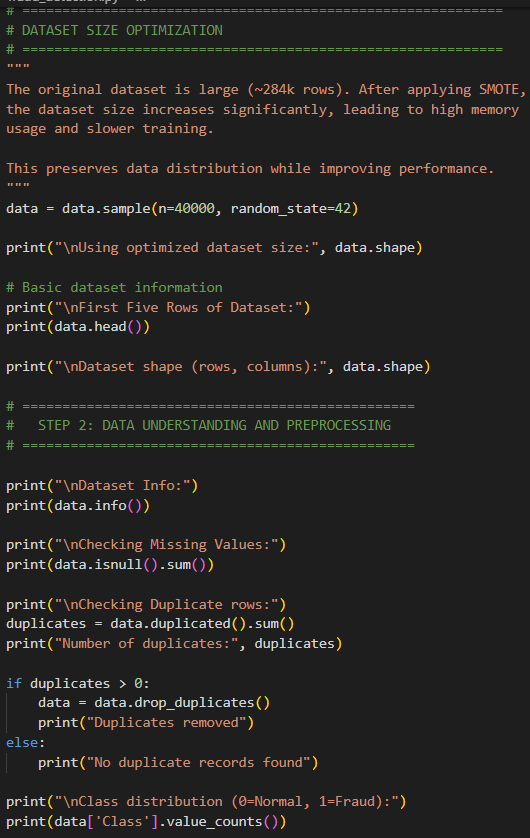 # ============================================================
# DATASET SIZE OPTIMIZATION
# ============================================================
"""
The original dataset is large (~284k rows). After applying SMOTE,
the dataset size increases significantly, leading to high memory
usage and slower training.

This preserves data distribution while improving performance.
"""
data = data.sample(n=40000, random_state=42)

print("\nUsing optimized dataset size:", data.shape)

# Basic dataset information
print("\nFirst Five Rows of Dataset:")
print(data.head())

print("\nDataset shape (rows, columns):", data.shape)

# =================================================
#   STEP 2: DATA UNDERSTANDING AND PREPROCESSING
# =================================================

print("\nDataset Info:")
print(data.info())

print("\nChecking Missing Values:")
print(data.isnull().sum())

print("\nChecking Duplicate rows:")
duplicates = data.duplicated().sum()
print("Number of duplicates:", duplicates)

if duplicates > 0:
    data = data.drop_duplicates()
    print("Duplicates removed")
else:
    print("No duplicate records found")

print("\nClass distribution (0=Normal, 1=Fraud):")
print(data['Class'].value_counts())